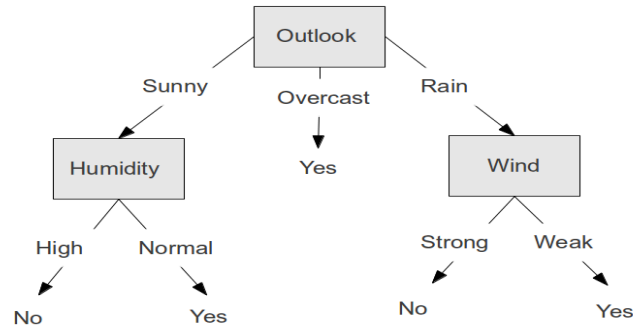 Outlook
Sunny
Overcast
Rain
Humidity
Yes
Wind
High
Normal
Strong
Weak
No
Yes
No
Yes